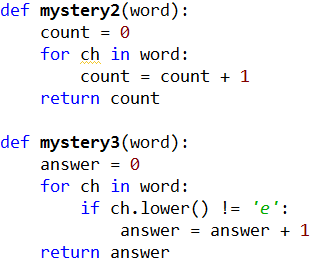 def mystery2(word):
    count = 0
    for ch in word:
        count = count + 1
    return count

def mystery3(word):
    answer = 0
    for ch in word:
        if ch.lower() != 'e':
            answer = answer + 1
    return answer